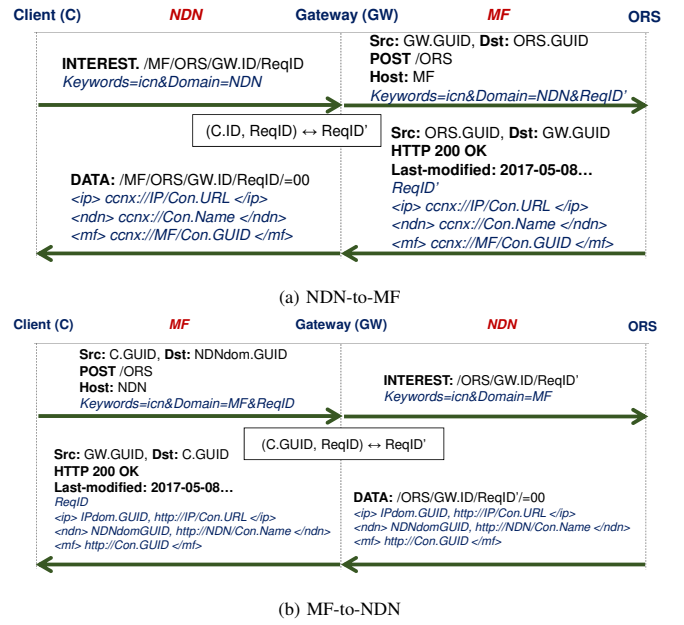 Client (C) NDN Gateway (GW) MF ORS
INTEREST. /MF/ORS/GW.ID/ReqID
Keywords=icn&Domain=NDN
Src: GW.GUID, Dst: ORS.GUID
POST /ORS
Host: MF
Keywords=icn&Domain=NDN&ReqID'
(C.ID, ReqID) ↔ ReqID'
DATA: /MF/ORS/GW.ID/ReqID/=00
<ip> ccnx://IP/Con.URL </ip>
<ndn> ccnx://Con.Name </ndn>
<mf> ccnx://MF/Con.GUID </mf>
Src: ORS.GUID, Dst: GW.GUID
HTTP 200 OK
Last-modified: 2017-05-08...
ReqID'
<ip> ccnx://IP/Con.URL </ip>
<ndn> ccnx://Con.Name </ndn>
<mf> ccnx://MF/Con.GUID </mf>
(a) NDN-to-MF
Client (C) MF Gateway (GW) NDN ORS
Src: C.GUID, Dst: NDNdom.GUID
POST /ORS
Host: NDN
Keywords=icn&Domain=MF&ReqID
INTEREST: /ORS/GW.ID/ReqID'
Keywords=icn&Domain=MF
(C.GUID, ReqID) ↔ ReqID'
Src: GW.GUID, Dst: C.GUID
HTTP 200 OK
Last-modified: 2017-05-08...
ReqID
<ip> IPdom.GUID, http://IP/Con.URL </ip>
<ndn> NDNdomGUID, http://NDN/Con.Name </ndn>
<mf> http://Con.GUID </mf>
DATA: /ORS/GW.ID/ReqID'/=00
<ip> IPdom.GUID, http://IP/Con.URL </ip>
<ndn> NDNdomGUID, http://NDN/Con.Name </ndn>
<mf> http://Con.GUID </mf>
(b) MF-to-NDN